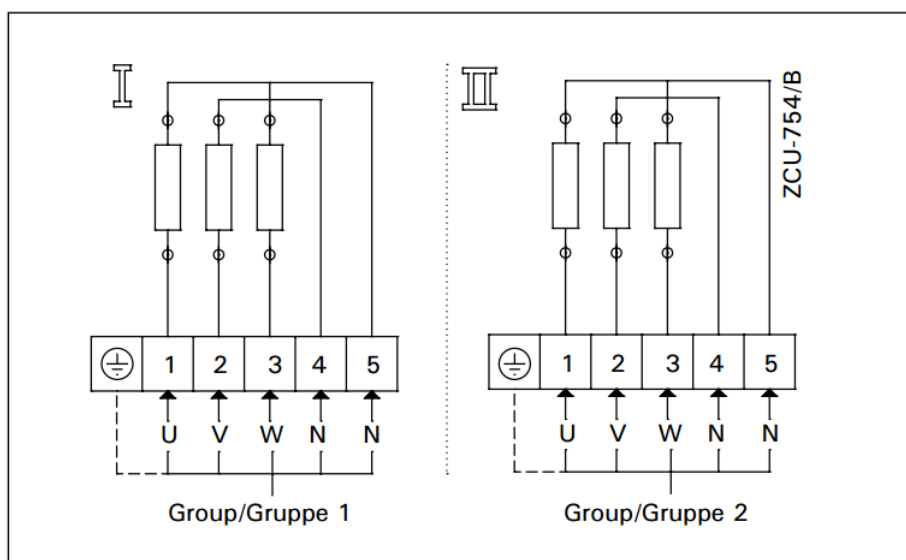 I
II
ZCU-754/B
1 2 3 4 5
1 2 3 4 5
U V W N N
U V W N N
Group/Gruppe 1
Group/Gruppe 2